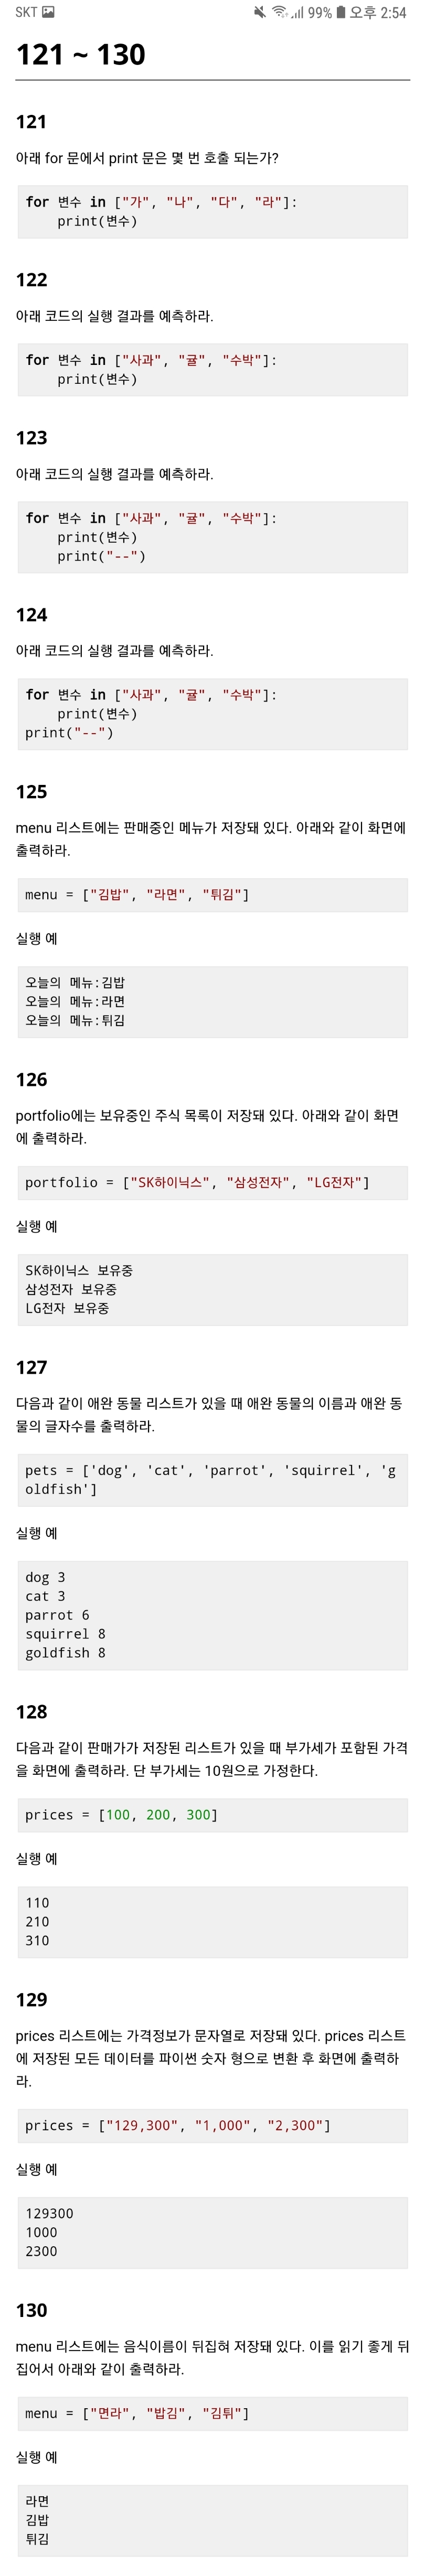 SKT 99% 오후 2:54
121 ~ 130
121
아래 for 문에서 print 문은 몇 번 호출 되는가?
for 변수 in ["가", "나", "다", "라"]:
    print(변수)
122
아래 코드의 실행 결과를 예측하라.
for 변수 in ["사과", "귤", "수박"]:
    print(변수)
123
아래 코드의 실행 결과를 예측하라.
for 변수 in ["사과", "귤", "수박"]:
    print(변수)
    print("--")
124
아래 코드의 실행 결과를 예측하라.
for 변수 in ["사과", "귤", "수박"]:
    print(변수)
print("--")
125
menu 리스트에는 판매중인 메뉴가 저장돼 있다. 아래와 같이 화면에
출력하라.
menu = ["김밥", "라면", "튀김"]
실행 예
오늘의 메뉴:김밥
오늘의 메뉴:라면
오늘의 메뉴:튀김
126
portfolio에는 보유중인 주식 목록이 저장돼 있다. 아래와 같이 화면
에 출력하라.
portfolio = ["SK하이닉스", "삼성전자", "LG전자"]
실행 예
SK하이닉스 보유중
삼성전자 보유중
LG전자 보유중
127
다음과 같이 애완 동물 리스트가 있을 때 애완 동물의 이름과 애완 동
물의 글자수를 출력하라.
pets = ['dog', 'cat', 'parrot', 'squirrel', 'g
oldfish']
실행 예
dog 3
cat 3
parrot 6
squirrel 8
goldfish 8
128
다음과 같이 판매가가 저장된 리스트가 있을 때 부가세가 포함된 가격
을 화면에 출력하라. 단 부가세는 10원으로 가정한다.
prices = [100, 200, 300]
실행 예
110
210
310
129
prices 리스트에는 가격정보가 문자열로 저장돼 있다. prices 리스트
에 저장된 모든 데이터를 파이썬 숫자 형으로 변환 후 화면에 출력하
라.
prices = ["129,300", "1,000", "2,300"]
실행 예
129300
1000
2300
130
menu 리스트에는 음식이름이 뒤집혀 저장돼 있다. 이를 읽기 좋게 뒤
집어서 아래와 같이 출력하라.
menu = ["면라", "밥김", "김튀"]
실행 예
라면
김밥
튀김